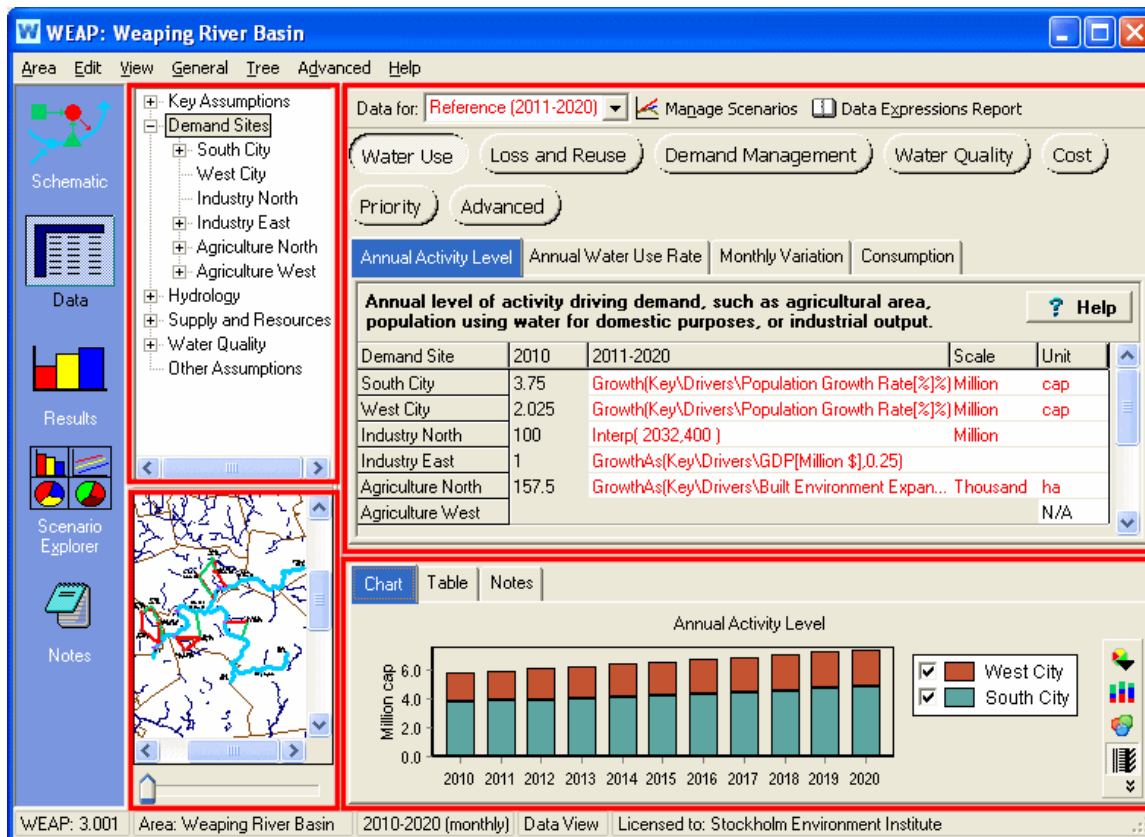 WEAP: Weaping River Basin
Area Edit View General Tree Advanced Help
Schematic
Data
Results
Scenario
Explorer
Notes
Key Assumptions
Demand Sites
South City
West City
Industry North
Industry East
Agriculture North
Agriculture West
Hydrology
Supply and Resources
Water Quality
Other Assumptions
Data for: Reference (2011-2020) Manage Scenarios Data Expressions Report
Water Use Loss and Reuse Demand Management Water Quality Cost
Priority Advanced
Annual Activity Level Annual Water Use Rate Monthly Variation Consumption
Annual level of activity driving demand, such as agricultural area,
population using water for domestic purposes, or industrial output.
? Help
Demand Site 2010 2011-2020 Scale Unit
South City 3.75 Growth(Key\Drivers\Population Growth Rate[%]%) Million cap
West City 2.025 Growth(Key\Drivers\Population Growth Rate[%]%) Million cap
Industry North 100 Interp( 2032,400 ) Million
Industry East 1 GrowthAs(Key\Drivers\GDP[Million $],0.25)
Agriculture North 157.5 GrowthAs(Key\Drivers\Built Environment Expan... Thousand ha
Agriculture West N/A
Chart Table Notes
Annual Activity Level
Million cap
6.0
4.0
2.0
0.0
2010 2011 2012 2013 2014 2015 2016 2017 2018 2019 2020
West City
South City
WEAP: 3.001 Area: Weaping River Basin 2010-2020 (monthly) Data View Licensed to: Stockholm Environment Institute